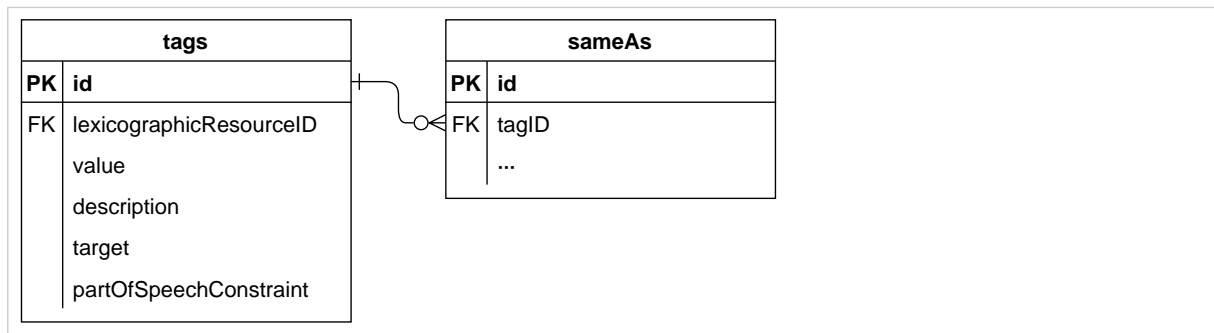 tags
PK id
FK lexicographicResourceID
value
description
target
partOfSpeechConstraint
sameAs
PK id
FK tagID
...